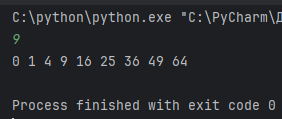 C:\python\python.exe "C:\PyCharm\Д
9
0 1 4 9 16 25 36 49 64
Process finished with exit code 0